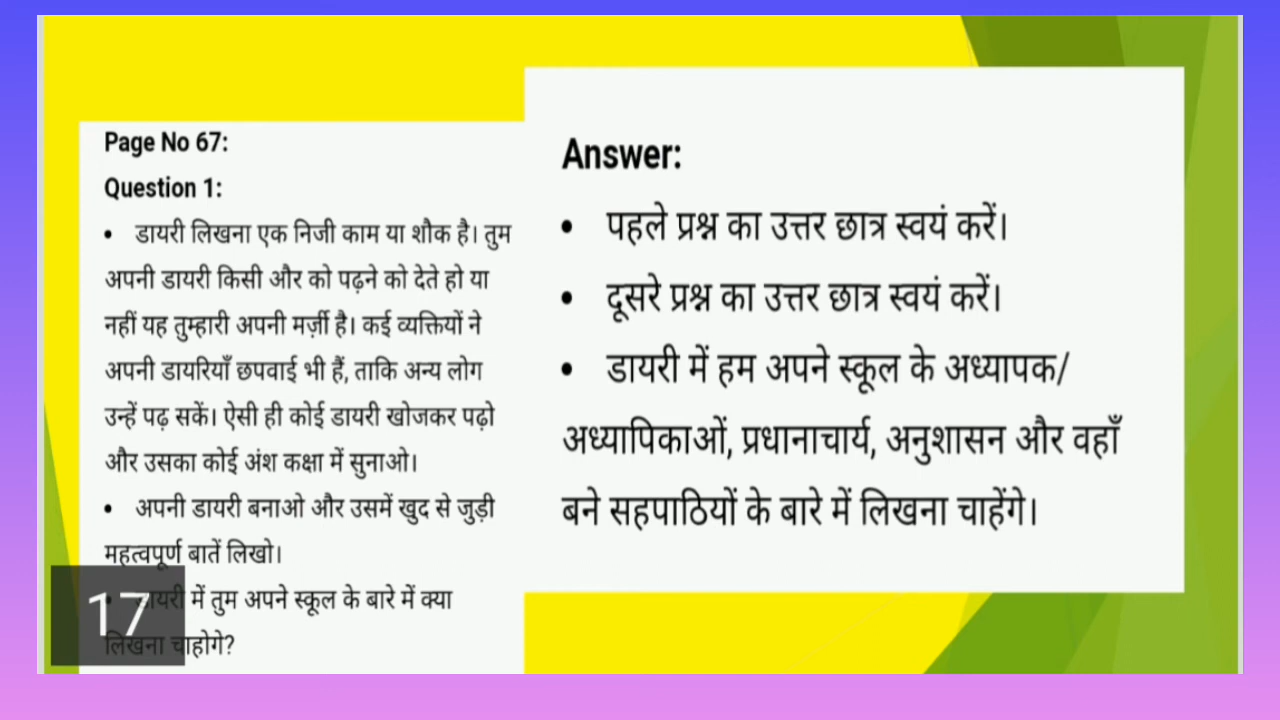 Page No 67:
Question 1:
• डायरी लिखना एक निजी काम या शौक है। तुम
अपनी डायरी किसी और को पढ़ने को देते हो या
नहीं यह तुम्हारी अपनी मर्ज़ी है। कई व्यक्तियों ने
अपनी डायरियाँ छपवाई भी हैं, ताकि अन्य लोग
उन्हें पढ़ सकें। ऐसी ही कोई डायरी खोजकर पढ़ो
और उसका कोई अंश कक्षा में सुनाओ।
• अपनी डायरी बनाओ और उसमें खुद से जुड़ी
महत्वपूर्ण बातें लिखो।
• डायरी में तुम अपने स्कूल के बारे में क्या
लिखना चाहोगे?
17
Answer:
• पहले प्रश्न का उत्तर छात्र स्वयं करें।
• दूसरे प्रश्न का उत्तर छात्र स्वयं करें।
• डायरी में हम अपने स्कूल के अध्यापक/
अध्यापिकाओं, प्रधानाचार्य, अनुशासन और वहाँ
बने सहपाठियों के बारे में लिखना चाहेंगे।